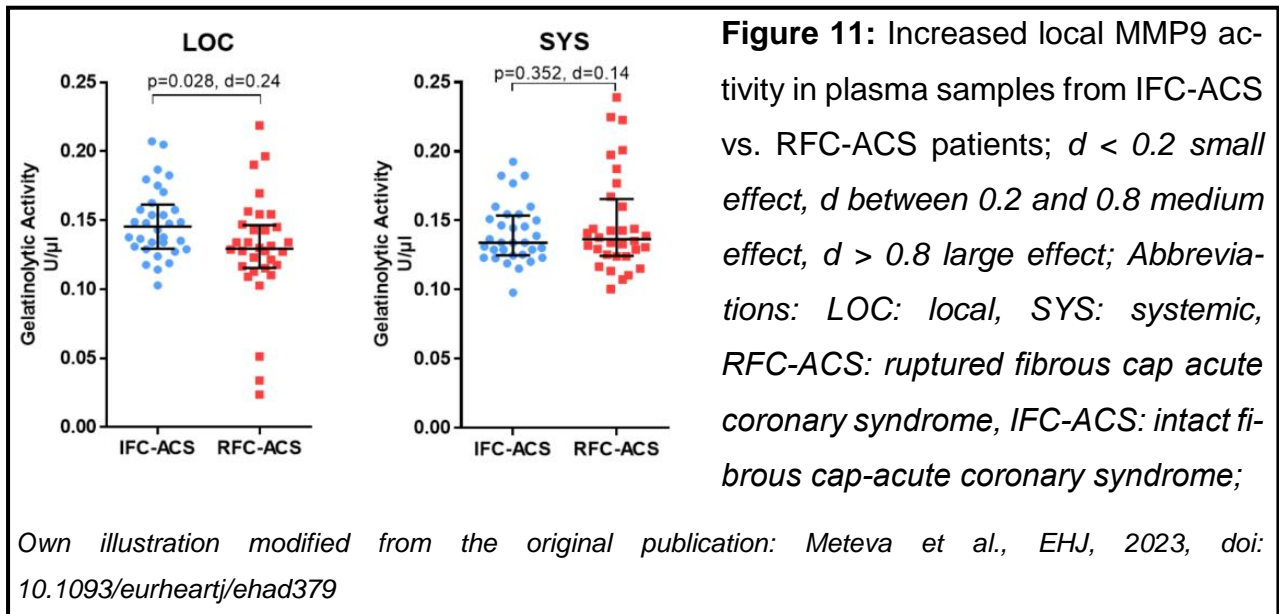 LOC
p=0.028, d=0.24
0.25
0.20
0.15
0.10
0.05
0.00
Gelatinolytic Activity
U/µl
IFC-ACS RFC-ACS
SYS
p=0.352, d=0.14
0.25
0.20
0.15
0.10
0.05
0.00
Gelatinolytic Activity
U/µl
IFC-ACS RFC-ACS
Figure 11: Increased local MMP9 ac-
tivity in plasma samples from IFC-ACS
vs. RFC-ACS patients; d < 0.2 small
effect, d between 0.2 and 0.8 medium
effect, d > 0.8 large effect; Abbrevia-
tions: LOC: local, SYS: systemic,
RFC-ACS: ruptured fibrous cap acute
coronary syndrome, IFC-ACS: intact fi-
brous cap-acute coronary syndrome;
Own illustration modified from the original publication: Meteva et al., EHJ, 2023, doi:
10.1093/eurheartj/ehad379